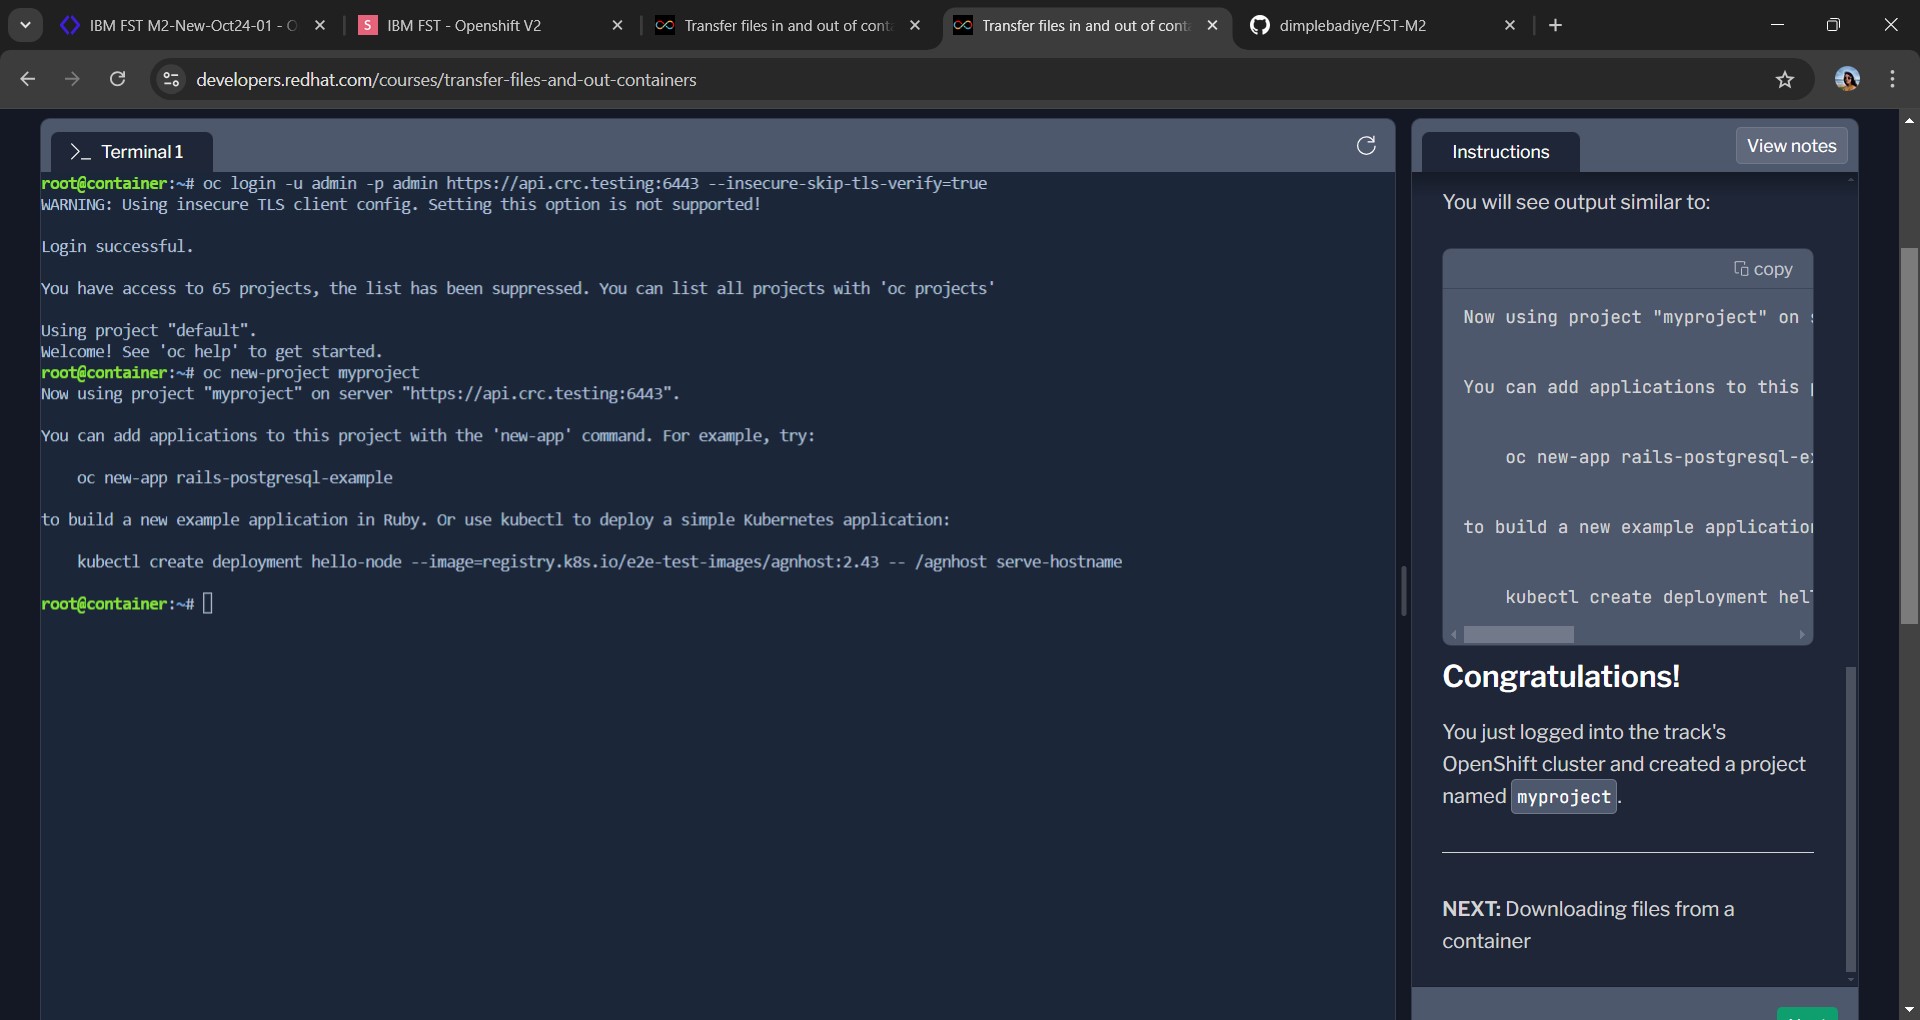 IBM FST M2-New-Oct24-01 - O
IBM FST - Openshift V2
Transfer files in and out of cont
Transfer files in and out of cont
dimplebadiye/FST-M2
developers.redhat.com/courses/transfer-files-and-out-containers
Terminal 1
root@container:~# oc login -u admin -p admin https://api.crc.testing:6443 --insecure-skip-tls-verify=true
WARNING: Using insecure TLS client config. Setting this option is not supported!
Login successful.
You have access to 65 projects, the list has been suppressed. You can list all projects with 'oc projects'
Using project "default".
Welcome! See 'oc help' to get started.
root@container:~# oc new-project myproject
Now using project "myproject" on server "https://api.crc.testing:6443".
You can add applications to this project with the 'new-app' command. For example, try:
oc new-app rails-postgresql-example
to build a new example application in Ruby. Or use kubectl to deploy a simple Kubernetes application:
kubectl create deployment hello-node --image=registry.k8s.io/e2e-test-images/agnhost:2.43 -- /agnhost serve-hostname
root@container:~#
Instructions
View notes
You will see output similar to:
copy
Now using project "myproject" on
You can add applications to this
oc new-app rails-postgresql-ex
to build a new example application
kubectl create deployment hel
Congratulations!
You just logged into the track's
OpenShift cluster and created a project
named myproject.
NEXT: Downloading files from a
container